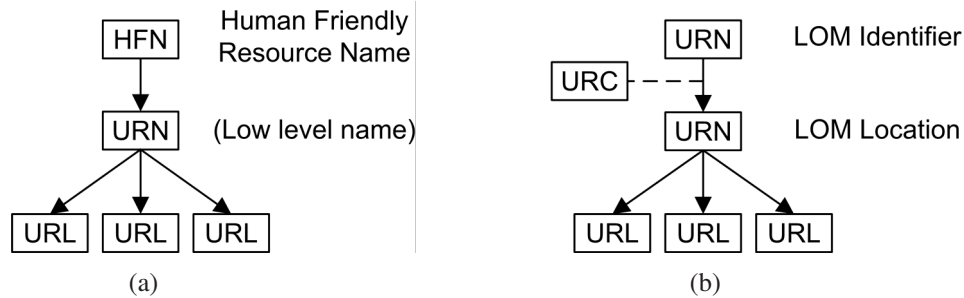 HFN
Human Friendly
Resource Name
URN
(Low level name)
URL URL URL
(a)
URN
LOM Identifier
URC
URN
LOM Location
URL URL URL
(b)